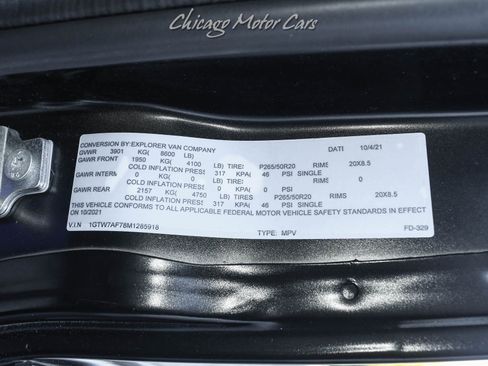 Chicago Motor Cars
CONVERSION BY: EXPLORER VAN COMPANY DATE 10/4/21
GVWR 3901 KG( 8600 LB)
GAWR FRONT 1950 KG( 4100 LB) TIRES P265/50R20 RIMS 20X8.5
COLD INFLATION PRESS 317 KPA( 46 PSI SINGLE
GAWR INTERM 0 KG( 0 LB) TIRES RIMS
COLD INFLATION PRESS 0 KPA( 0 PSI
GAWR REAR 2157 KG( 4750 LB) TIRES P265/50R20 RIMS 20X8.5
COLD INFLATION PRESS 317 KPA( 46 PSI SINGLE
THIS VEHICLE CONFORMS TO ALL APPLICABLE FEDERAL MOTOR VEHICLE SAFETY STANDARDS IN EFFECT
ON 10/2021
V.I.N 1GTW7AF78M1285918 TYPE: MPV FD-329